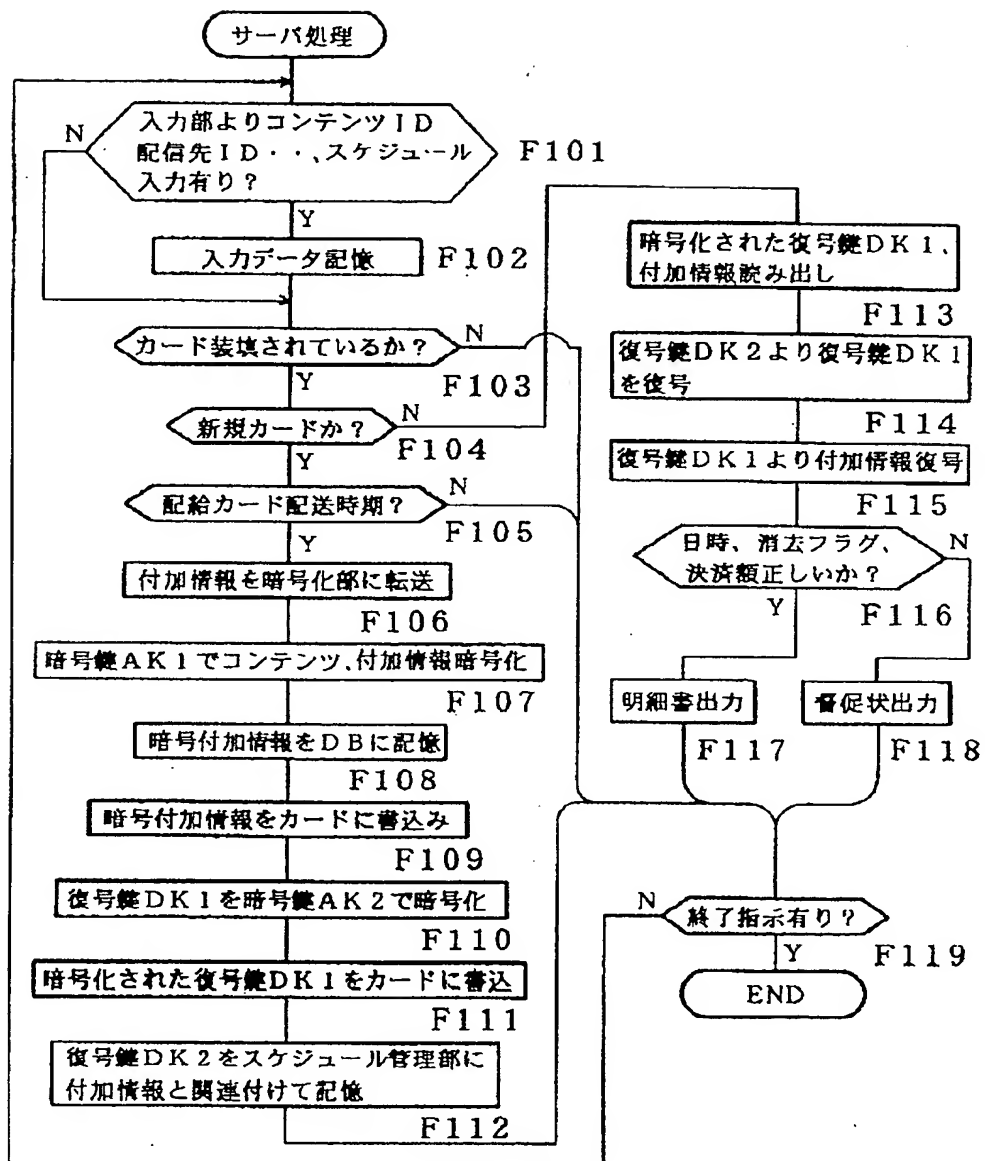 サーバ処理
N
入力部よりコンテンツID
配信先ID・・、スケジュール
入力有り?
F101
Y
入力データ記憶
F102
カード装填されているか?
N
F103
Y
新規カードか?
N
F104
Y
配給カード配送時期?
N
F105
Y
付加情報を暗号化部に転送
F106
暗号鍵AK1でコンテンツ、付加情報暗号化
F107
暗号付加情報をDBに記憶
F108
暗号付加情報をカードに書込み
F109
復号鍵DK1を暗号鍵AK2で暗号化
F110
暗号化された復号鍵DK1をカードに書込
F111
復号鍵DK2をスケジュール管理部に
付加情報と関連付けて記憶
F112
暗号化された復号鍵DK1、
付加情報読み出し
F113
復号鍵DK2より復号鍵DK1
を復号
F114
復号鍵DK1より付加情報復号
F115
日時、消去フラグ、
決済額正しいか?
N
Y
F116
明細書出力
F117
督促状出力
F118
N
終了指示有り?
F119
Y
END